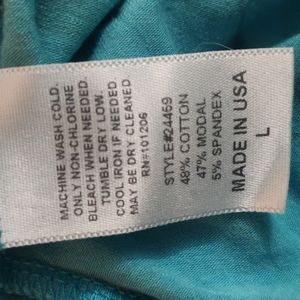 MACHINE WASH COLD.
ONLY NON-CHLORINE
BLEACH WHEN NEEDED.
TUMBLE DRY LOW.
COOL IRON IF NEEDED
MAY BE DRY CLEANED
RN#101206
STYLE#24469
48% COTTON
47% MODAL
5% SPANDEX
MADE IN USA
L